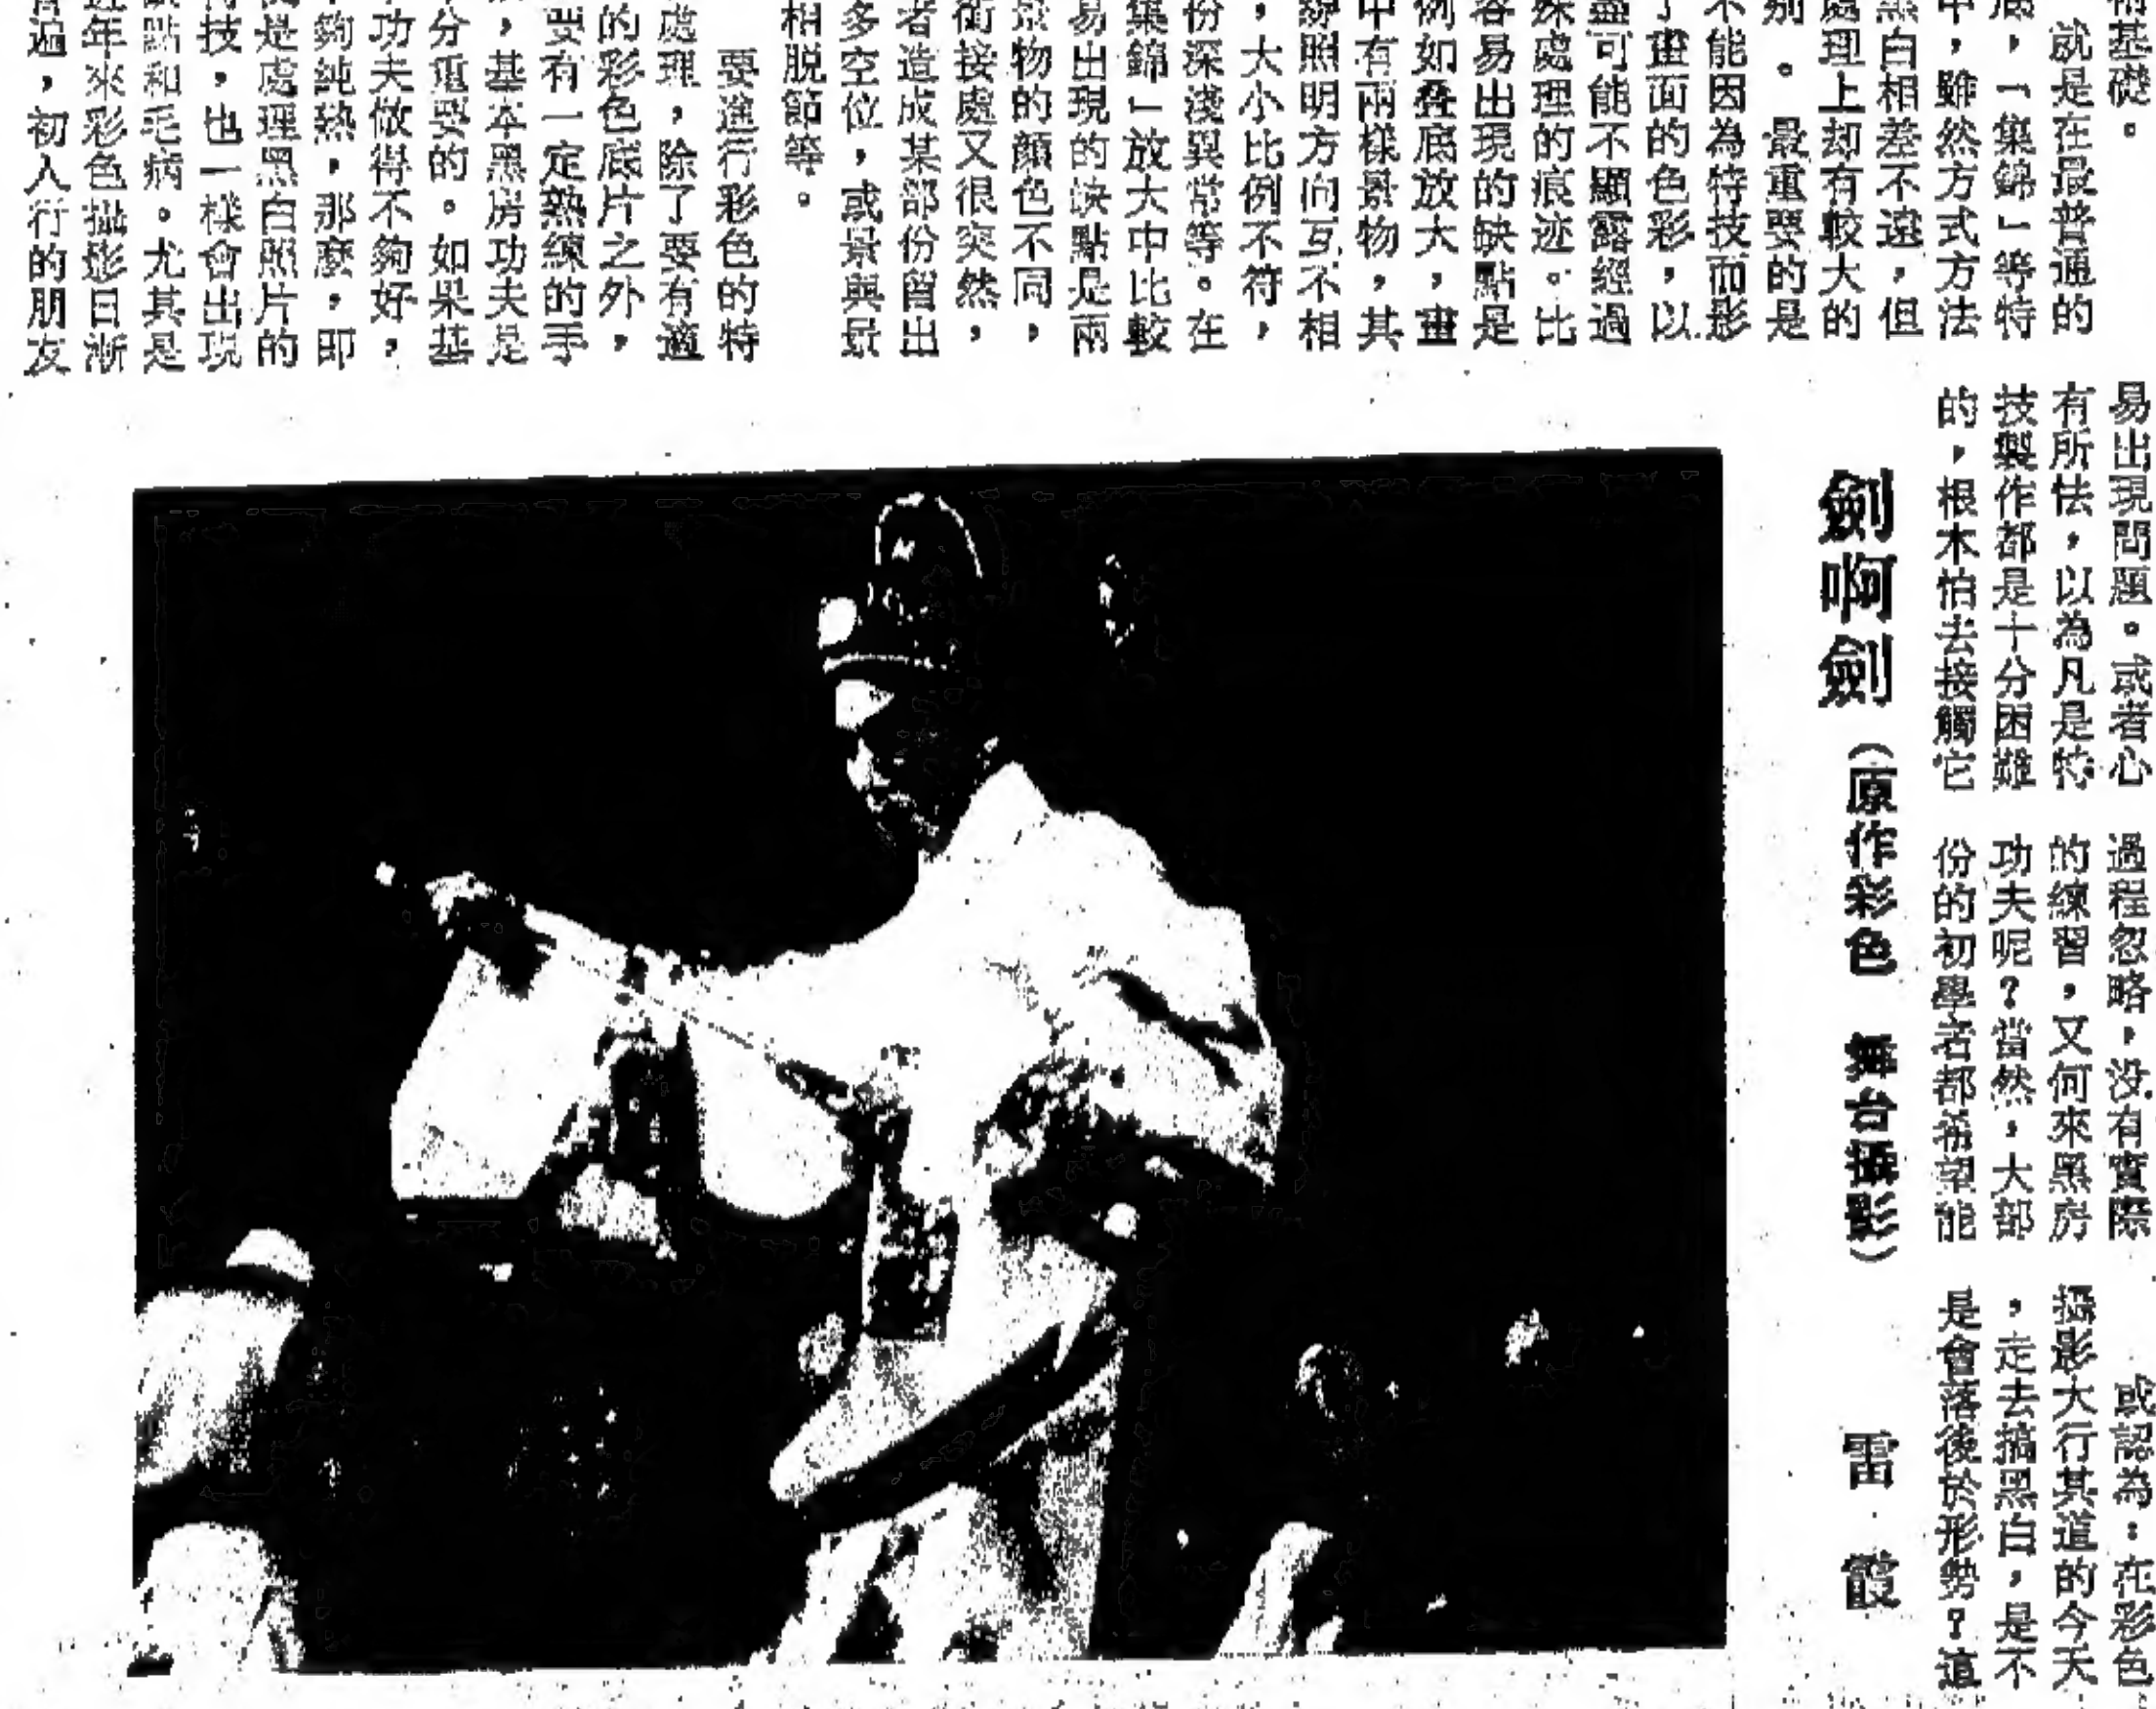 基礎。
就是在最普通的
底，「集錦」等特
中，雖然方式方法
黑白相差不遠，但
處理上却有較大的
別。最重要的是
不能因為特技而影
了畫面的色彩，以
盡可能不顯露經過
殊處理的痕迹。比
容易出現的缺點是
例如叠底放大，畫
中有兩樣景物，其
線照明方向互不相
，大小比例不符，
份深淺異常等。在
集錦」放大中比較
易出現的缺點是兩
景物的顏色不同，
銜接處又很突然，
者造成某部份留出
多空位，或景與景
相脱節等。
要進行彩色的特
處理，除了要有適
的彩色底片之外，
要有一定熟練的手
，基本黑房功夫是
分重要的。如果基
功夫做得不夠好，
夠純熟，那麽，即
是處理黑白照片的
技，也一樣會出現
點和毛病。尤其是
年來彩色攝影日漸
遍，初入行的朋友
易出現問題。或者心
有所怯，以為凡是特
技製作都是十分困難
的，根本怕去接觸它
過程忽略，没有實際
的練習，又何來黑房
功夫呢？當然，大部
份的初學者都希望能
或認為：在彩色
攝影大行其道的今天
，走去搞黑白，是不
是會落後於形勢？這
劍啊劍（原作彩色 舞台攝影） 雷霞